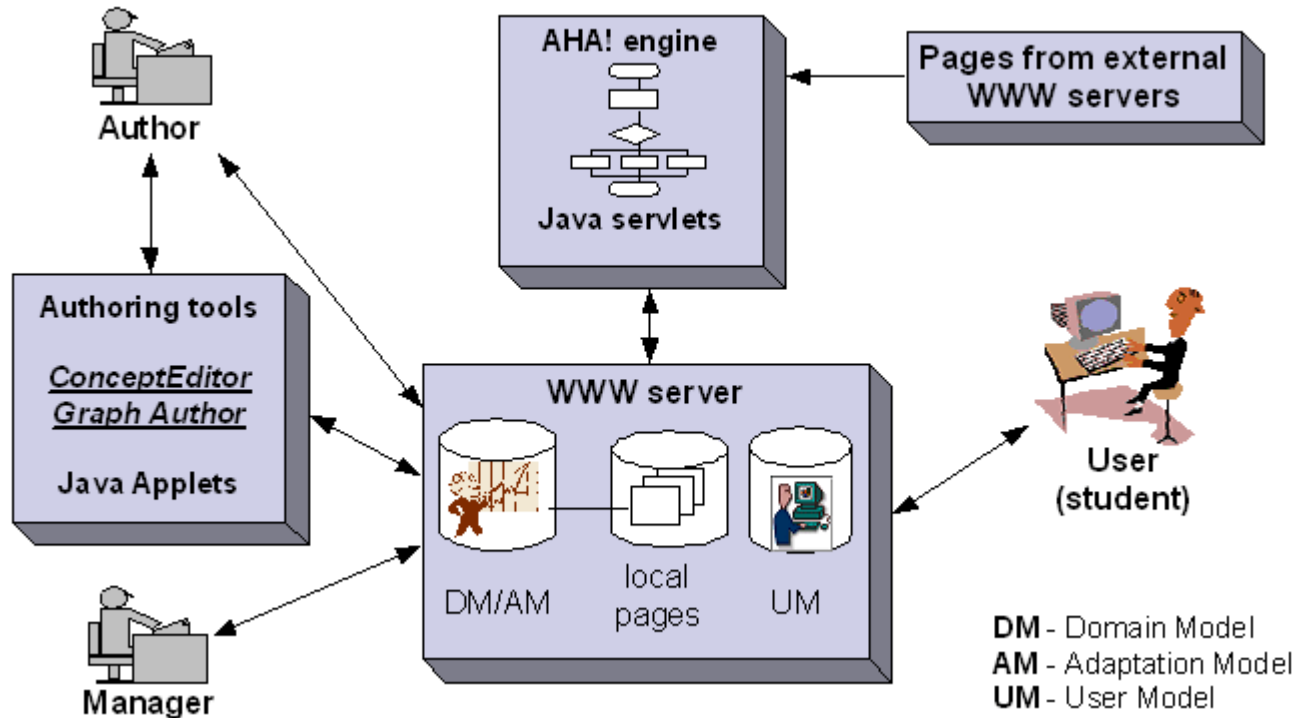 Author
AHA! engine
Java servlets
Pages from external
WWW servers
Authoring tools
ConceptEditor
Graph Author
Java Applets
WWW server
DM/AM
local
pages
UM
User
(student)
Manager
DM - Domain Model
AM - Adaptation Model
UM - User Model